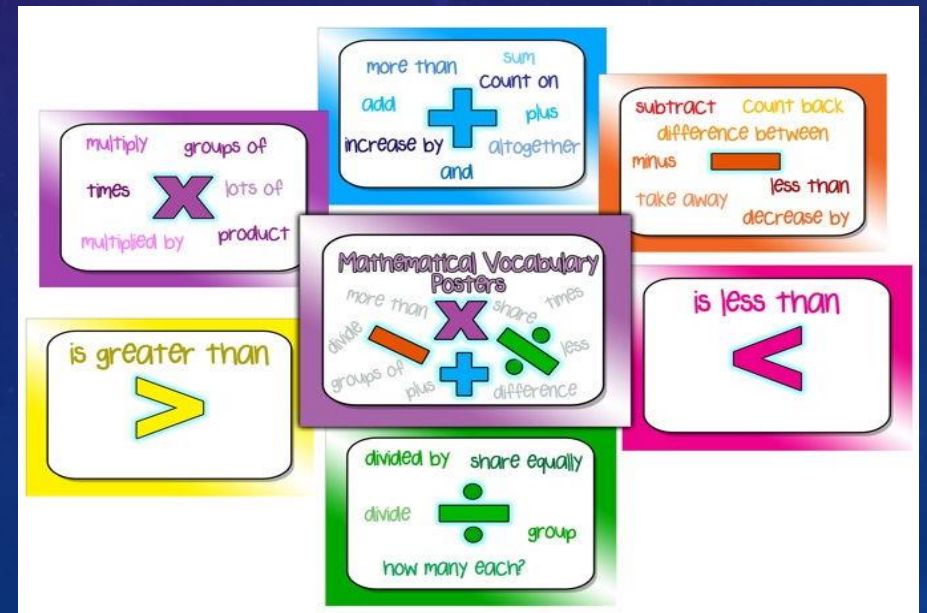 more than
sum
count on
add
+
plus
increase by
altogether
and
multiply
groups of
times
x
lots of
multiplied by
product
subtract
count back
difference between
minus
-
less than
take away
decrease by
Mathematical Vocabulary
Posters
more than
x
share
times
divide
-
÷
less
groups of
plus
+
difference
is greater than
>
is less than
<
divided by
share equally
divide
÷
group
how many each?